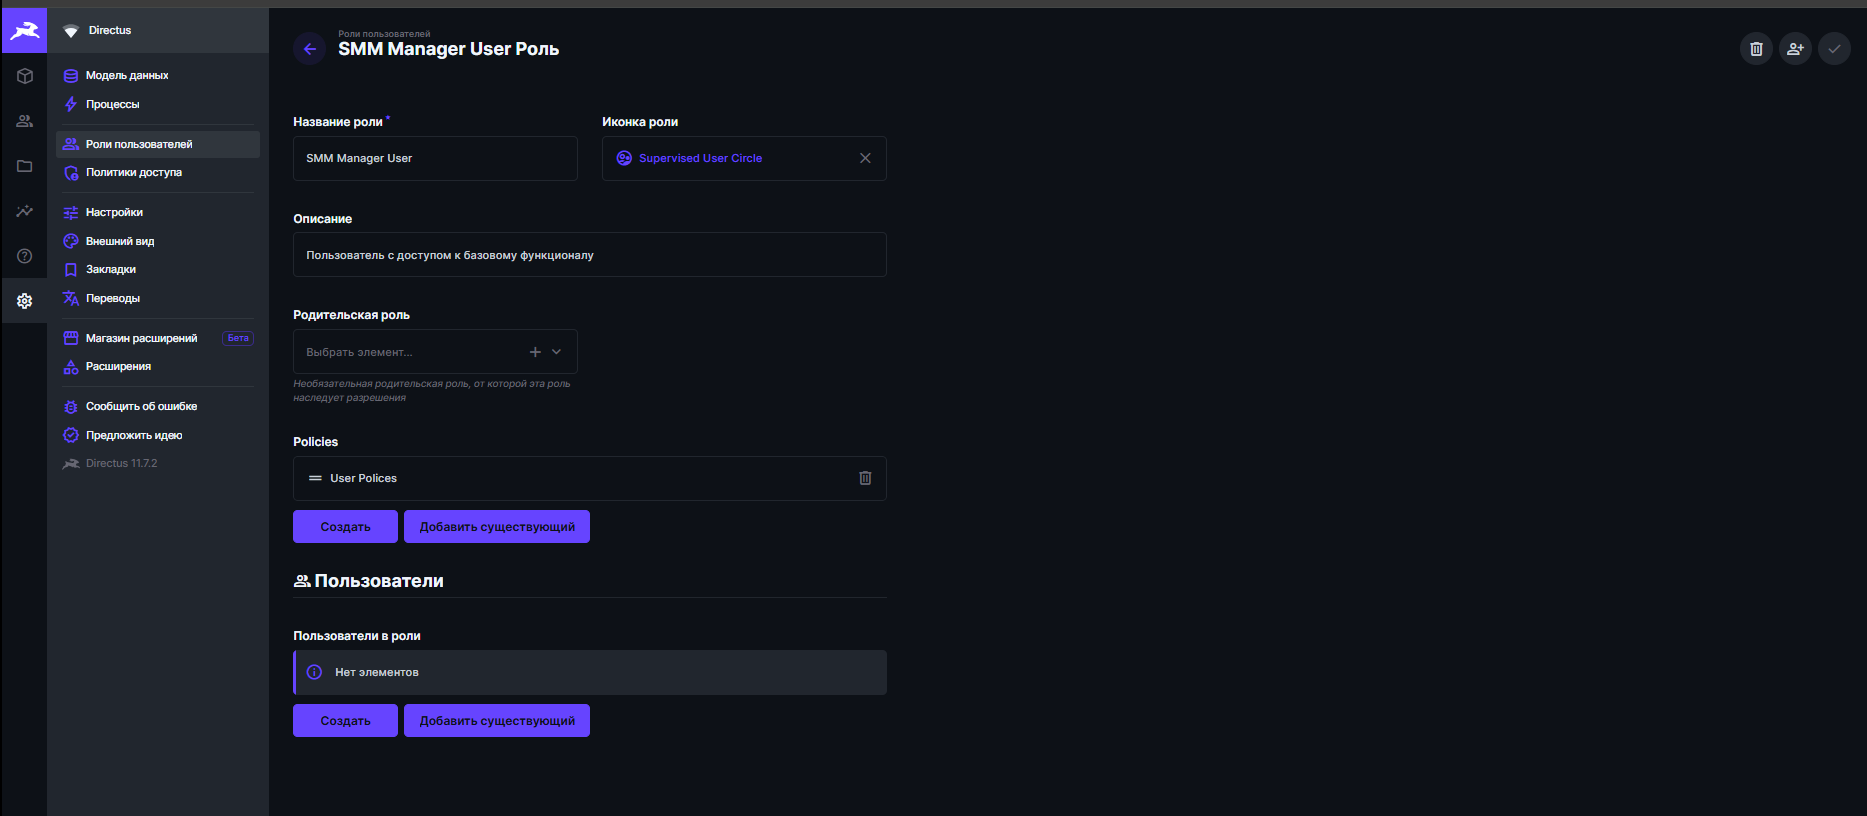 Directus
Модель данных
Процессы
Роли пользователей
Политики доступа
Настройки
Внешний вид
Закладки
Переводы
Магазин расширений
Бета
Расширения
Сообщить об ошибке
Предложить идею
Directus 11.7.2
Роли пользователей
SMM Manager User Роль
Название роли *
SMM Manager User
Иконка роли
Supervised User Circle
Описание
Пользователь с доступом к базовому функционалу
Родительская роль
Выбрать элемент...
Необязательная родительская роль, от которой эта роль
наследует разрешения
Policies
User Polices
Создать
Добавить существующий
Пользователи
Пользователи в роли
Нет элементов
Создать
Добавить существующий